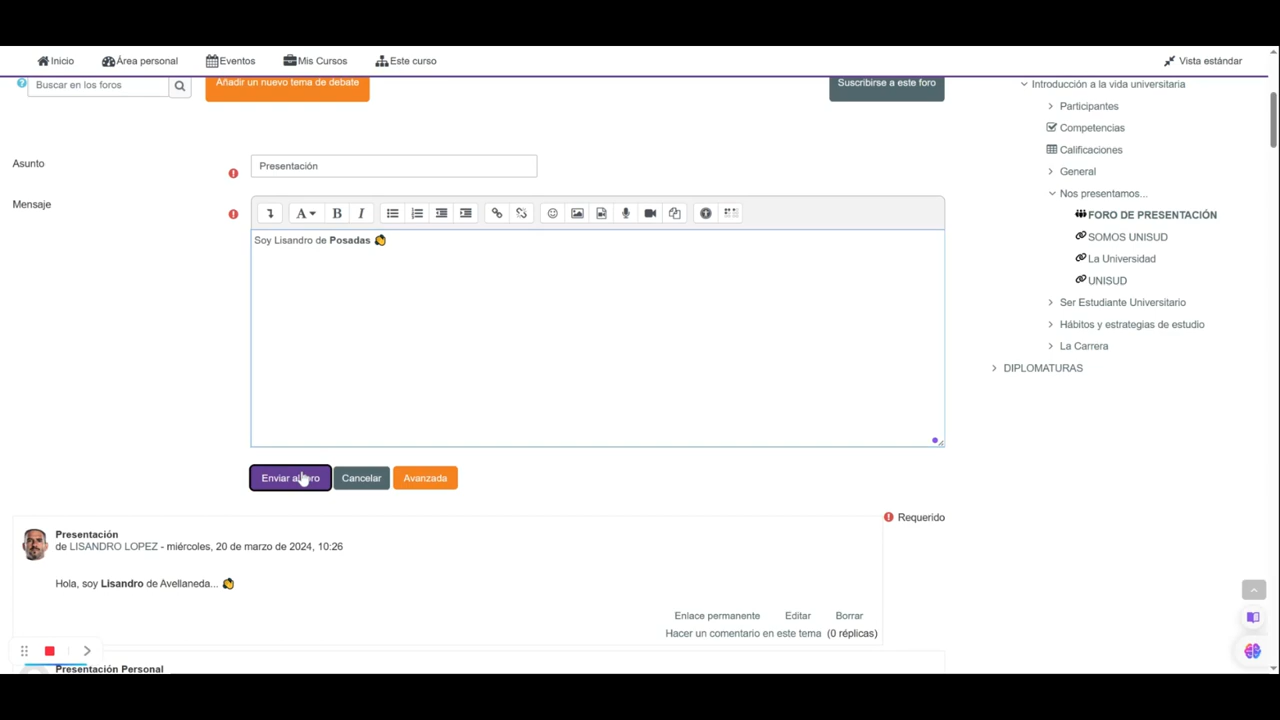 Inicio Área personal Eventos Mis Cursos Este curso Vista estándar
Buscar en los foros
Añadir un nuevo tema de debate
Suscribirse a este foro
Asunto
Presentación
Mensaje
Soy Lisandro de Posadas
Enviar al foro Cancelar Avanzada
Requerido
Presentación
de LISANDRO LOPEZ - miércoles, 20 de marzo de 2024, 10:26
Hola, soy Lisandro de Avellaneda...
Enlace permanente Editar Borrar
Hacer un comentario en este tema (0 réplicas)
Presentación Personal
Introducción a la vida universitaria
Participantes
Competencias
Calificaciones
General
Nos presentamos...
FORO DE PRESENTACIÓN
SOMOS UNISUD
La Universidad
UNISUD
Ser Estudiante Universitario
Hábitos y estrategias de estudio
La Carrera
DIPLOMATURAS